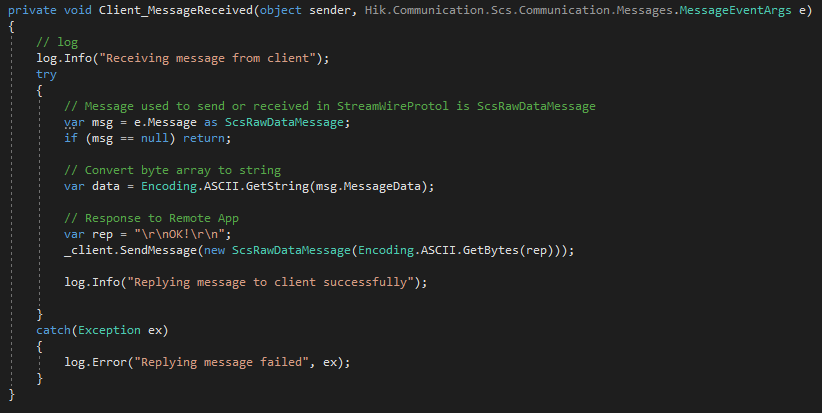 private void Client_MessageReceived(object sender, Hik.Communication.Scs.Communication.Messages.MessageEventArgs e)
{
// log
log.Info("Receiving message from client");
try
{
// Message used to send or received in StreamWireProtol is ScsRawDataMessage
var msg = e.Message as ScsRawDataMessage;
if (msg == null) return;
// Convert byte array to string
var data = Encoding.ASCII.GetString(msg.MessageData);
// Response to Remote App
var rep = "\r\nOK!\r\n";
_client.SendMessage(new ScsRawDataMessage(Encoding.ASCII.GetBytes(rep)));
log.Info("Replying message to client successfully");
}
catch(Exception ex)
{
log.Error("Replying message failed", ex);
}
}